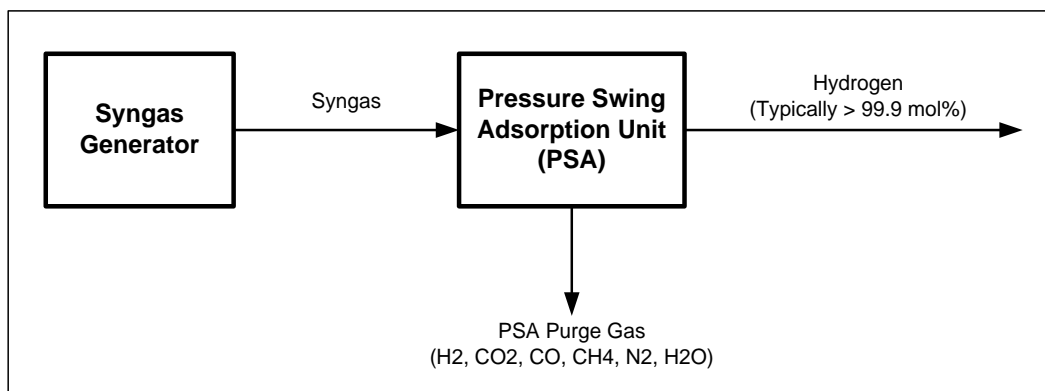 Syngas
Generator
Syngas
Pressure Swing
Adsorption Unit
(PSA)
Hydrogen
(Typically > 99.9 mol%)
PSA Purge Gas
(H2, CO2, CO, CH4, N2, H2O)